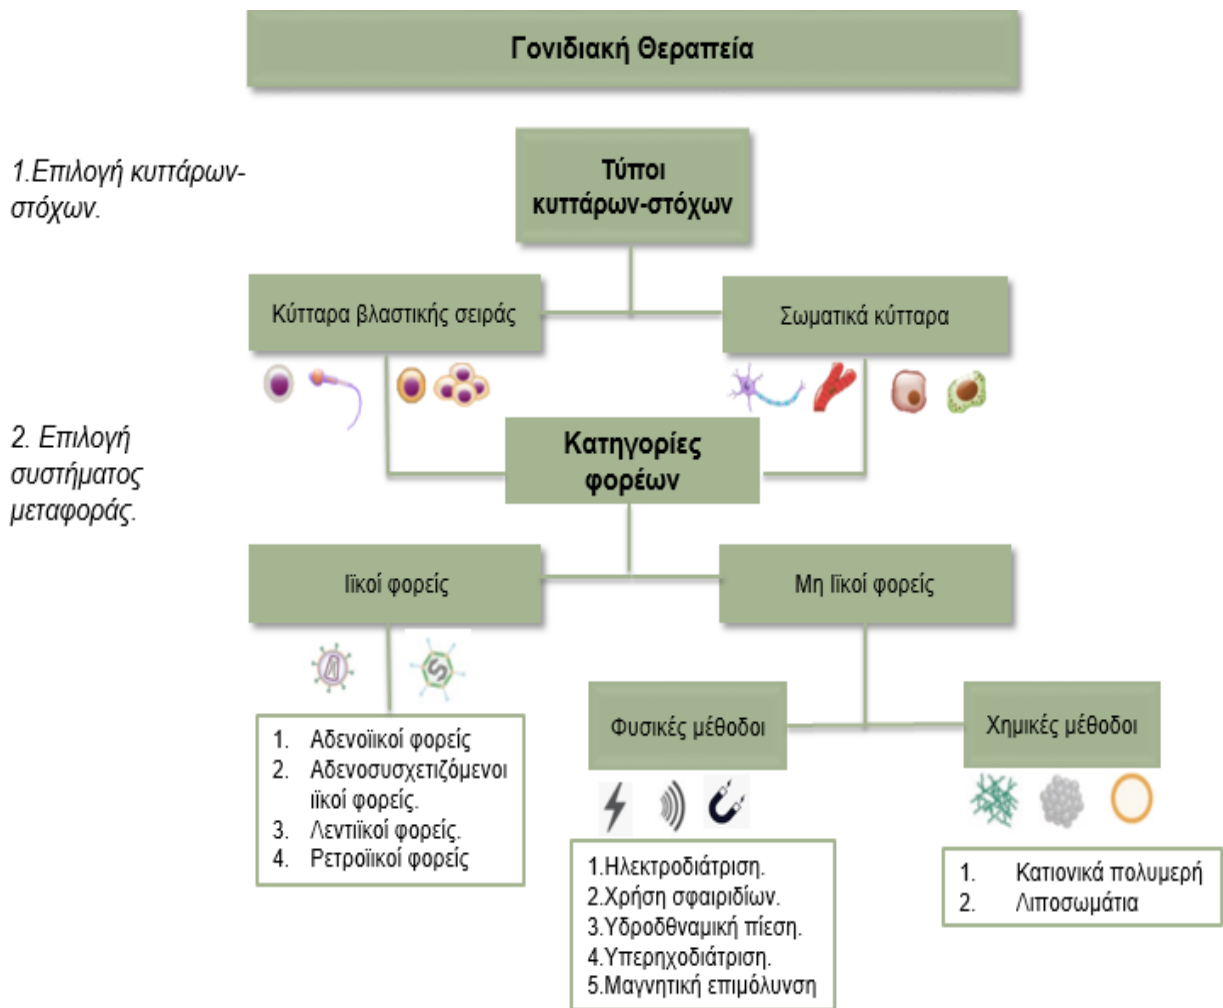 Γονιδιακή Θεραπεία
1.Επιλογή κυττάρων-
στόχων.
Τύποι
κυττάρων-στόχων
Κύτταρα βλαστικής σειράς
Σωματικά κύτταρα
2. Επιλογή
συστήματος
μεταφοράς.
Κατηγορίες
φορέων
Ιϊκοί φορείς
Μη Ιϊκοί φορείς
1. Αδενοϊικοί φορείς
2. Αδενοσυσχετιζόμενοι
ιϊκοί φορείς.
3. Λεντιϊκοί φορείς.
4. Ρετροϊικοί φορείς
Φυσικές μέθοδοι
1.Ηλεκτροδιάτριση.
2.Χρήση σφαιριδίων.
3.Υδροδθναμική πίεση.
4.Υπερηχοδιάτριση.
5.Μαγνητική επιμόλυνση
Χημικές μέθοδοι
1. Κατιονικά πολυμερή
2. Λιποσωμάτια